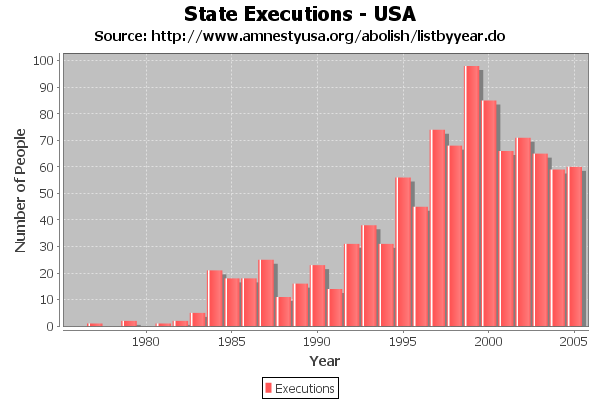 State Executions - USA
Source: http://www.amnestyusa.org/abolish/listbyyear.do
100
90
80
70
60
50
40
30
20
10
0
Number of People
1980 1985 1990 1995 2000 2005
Year
Executions